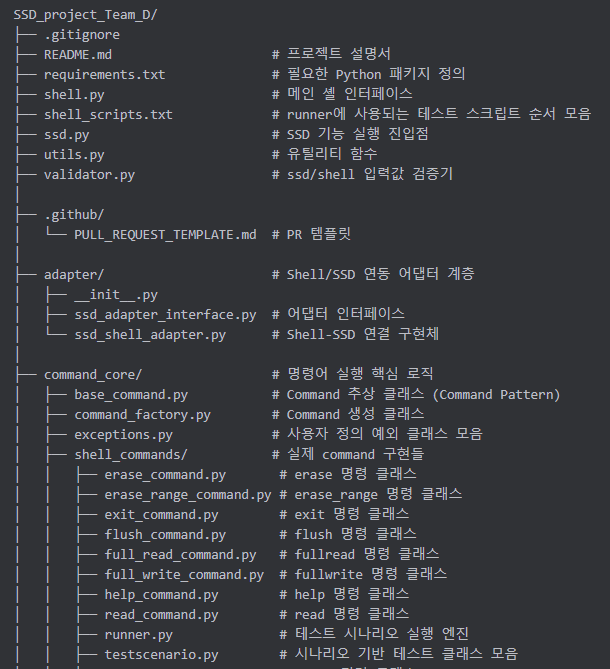 SSD_project_Team_D/
├── .gitignore
├── README.md                     # 프로젝트 설명서
├── requirements.txt              # 필요한 Python 패키지 정의
├── shell.py                      # 메인 셸 인터페이스
├── shell_scripts.txt             # runner에 사용되는 테스트 스크립트 순서 모음
├── ssd.py                        # SSD 기능 실행 진입점
├── utils.py                      # 유틸리티 함수
├── validator.py                  # ssd/shell 입력값 검증기
│
├── .github/
│   └── PULL_REQUEST_TEMPLATE.md  # PR 템플릿
│
├── adapter/                      # Shell/SSD 연동 어댑터 계층
│   ├── __init__.py
│   ├── ssd_adapter_interface.py  # 어댑터 인터페이스
│   └── ssd_shell_adapter.py      # Shell-SSD 연결 구현체
│
├── command_core/                 # 명령어 실행 핵심 로직
│   ├── base_command.py           # Command 추상 클래스 (Command Pattern)
│   ├── command_factory.py        # Command 생성 클래스
│   ├── exceptions.py             # 사용자 정의 예외 클래스 모음
│   ├── shell_commands/           # 실제 command 구현들
│   │   ├── erase_command.py       # erase 명령 클래스
│   │   ├── erase_range_command.py # erase_range 명령 클래스
│   │   ├── exit_command.py        # exit 명령 클래스
│   │   ├── flush_command.py       # flush 명령 클래스
│   │   ├── full_read_command.py   # fullread 명령 클래스
│   │   ├── full_write_command.py  # fullwrite 명령 클래스
│   │   ├── help_command.py        # help 명령 클래스
│   │   ├── read_command.py        # read 명령 클래스
│   │   ├── runner.py              # 테스트 시나리오 실행 엔진
│   │   ├── testscenario.py        # 시나리오 기반 테스트 클래스 모음